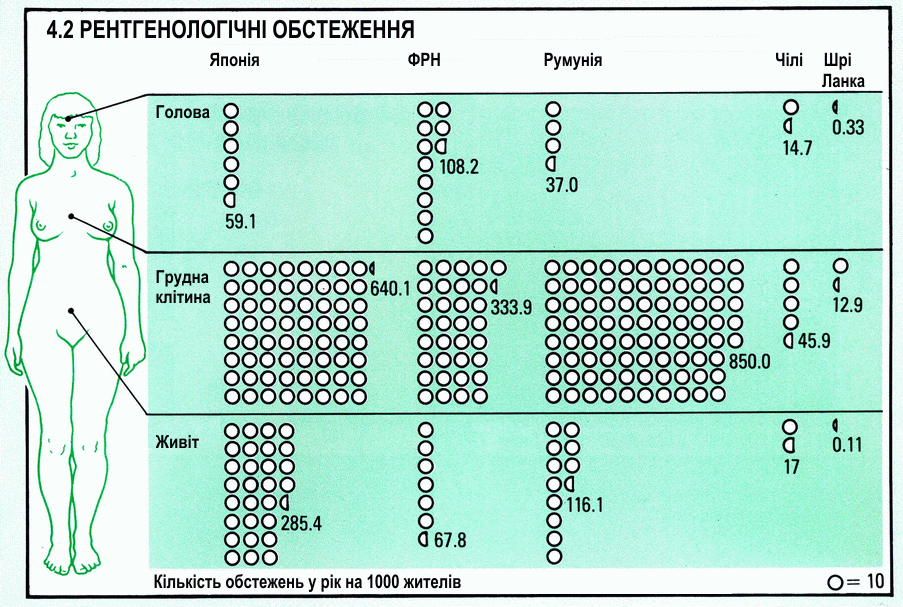 4.2 РЕНТГЕНОЛОГІЧНІ ОБСТЕЖЕННЯ
Японія ФРН Румунія Чілі Шрі Ланка
Голова
59.1 108.2 37.0 14.7 0.33
Грудна
клітина
640.1 333.9 850.0 45.9 12.9
Живіт
285.4 67.8 116.1 17 0.11
Кількість обстежень у рік на 1000 жителів
= 10